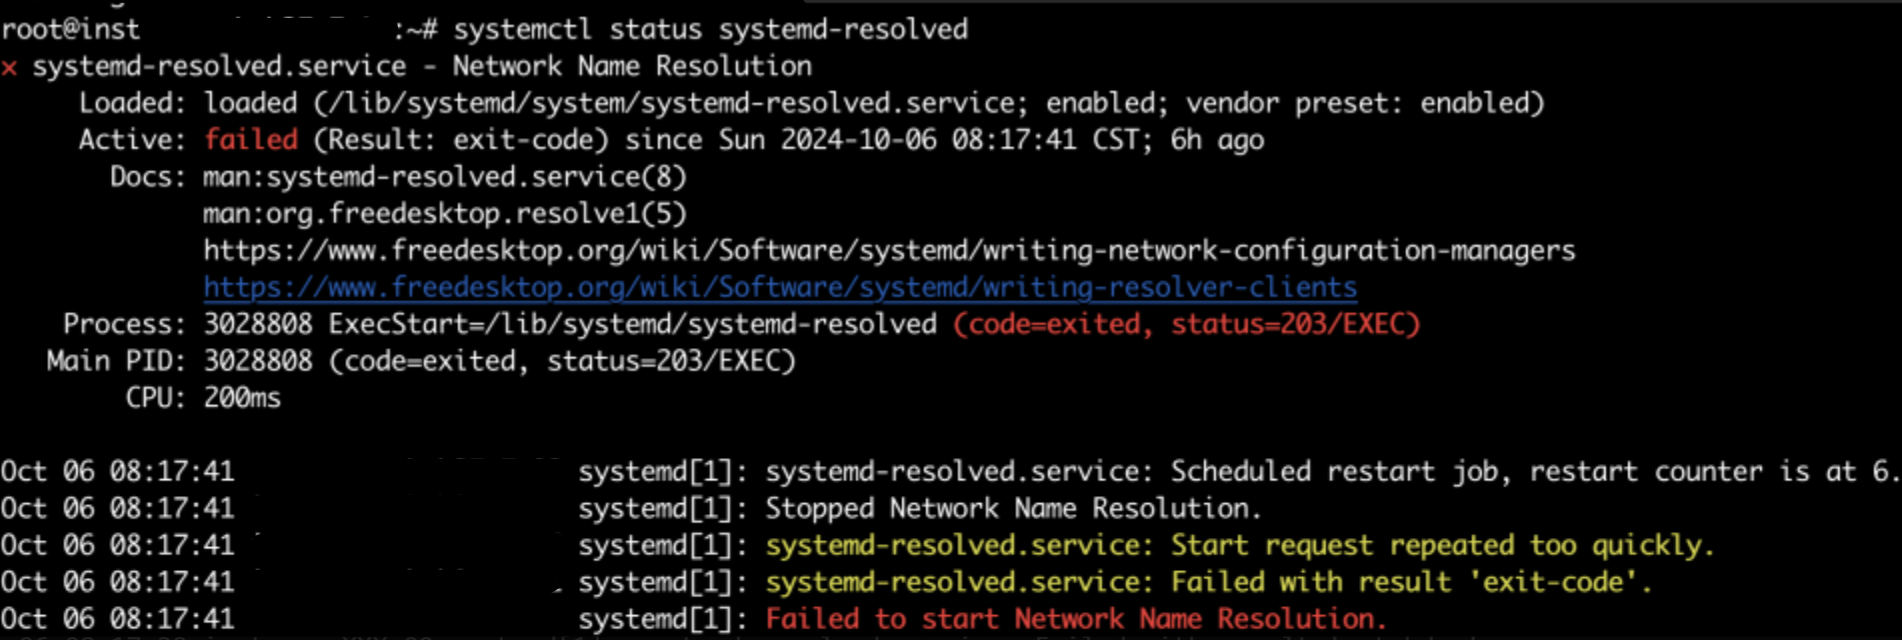 root@inst :~# systemctl status systemd-resolved
× systemd-resolved.service - Network Name Resolution
Loaded: loaded (/lib/systemd/system/systemd-resolved.service; enabled; vendor preset: enabled)
Active: failed (Result: exit-code) since Sun 2024-10-06 08:17:41 CST; 6h ago
Docs: man:systemd-resolved.service(8)
man:org.freedesktop.resolve1(5)
https://www.freedesktop.org/wiki/Software/systemd/writing-network-configuration-managers
https://www.freedesktop.org/wiki/Software/systemd/writing-resolver-clients
Process: 3028808 ExecStart=/lib/systemd/systemd-resolved (code=exited, status=203/EXEC)
Main PID: 3028808 (code=exited, status=203/EXEC)
CPU: 200ms
Oct 06 08:17:41 systemd[1]: systemd-resolved.service: Scheduled restart job, restart counter is at 6.
Oct 06 08:17:41 systemd[1]: Stopped Network Name Resolution.
Oct 06 08:17:41 systemd[1]: systemd-resolved.service: Start request repeated too quickly.
Oct 06 08:17:41 systemd[1]: systemd-resolved.service: Failed with result 'exit-code'.
Oct 06 08:17:41 systemd[1]: Failed to start Network Name Resolution.